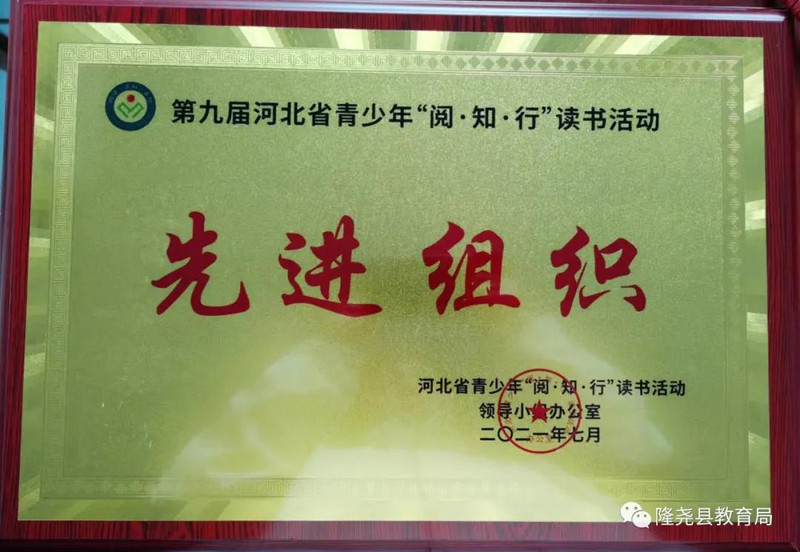 第九届河北省青少年“阅·知·行”读书活动
先进组织
河北省青少年“阅·知·行”读书活动
领导小组办公室
二〇二一年七月
隆尧县教育局